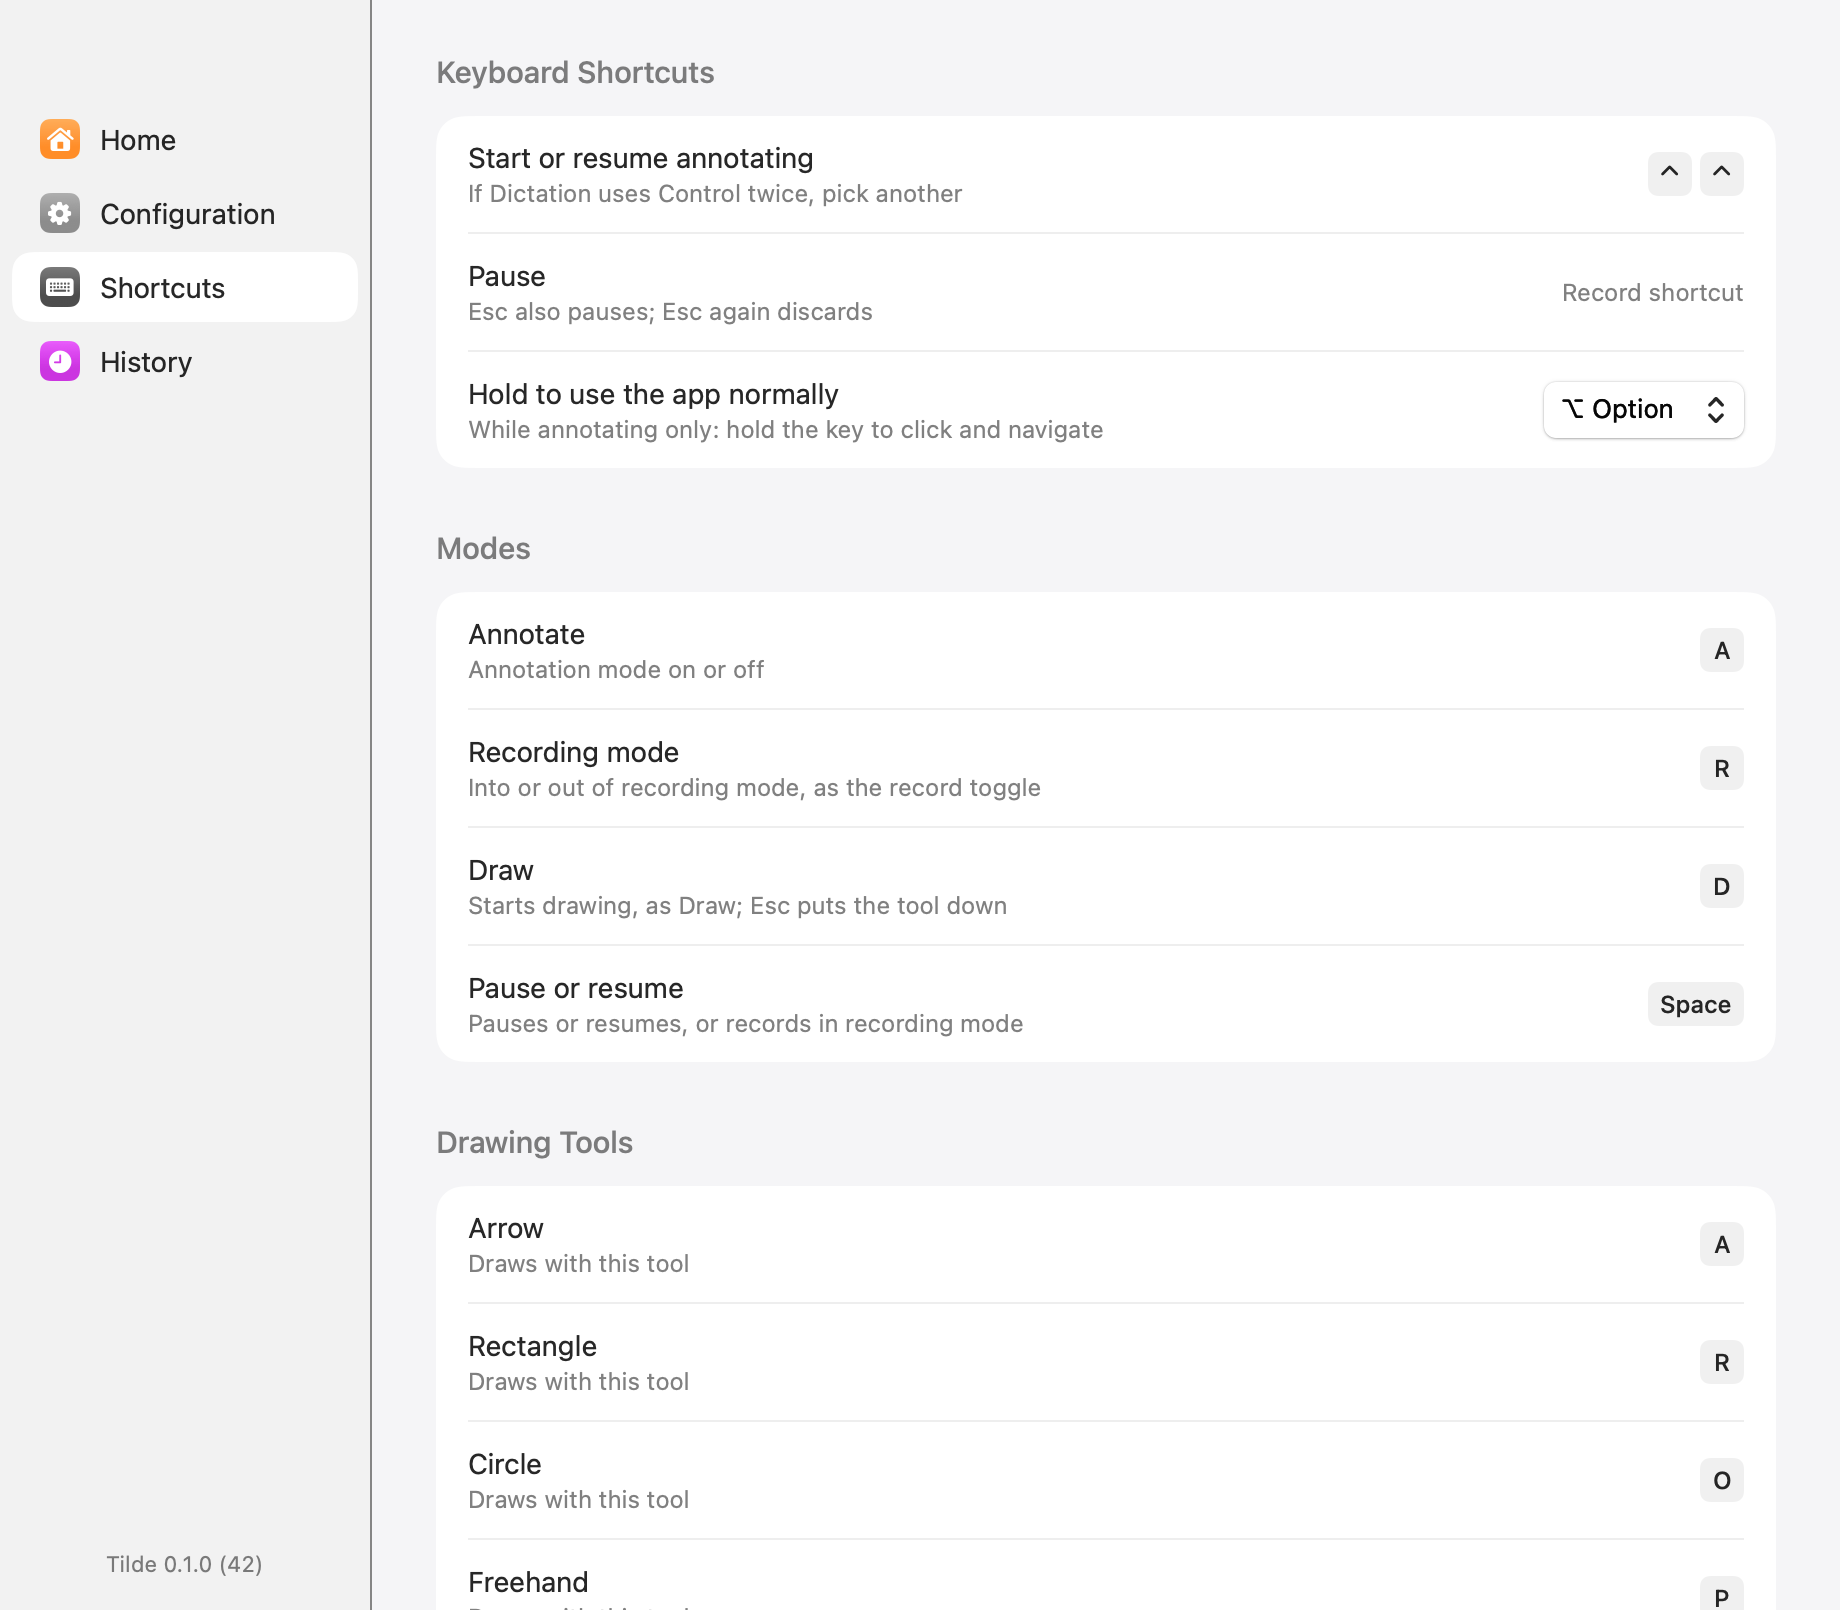 Home
Configuration
Shortcuts
History
Tilde 0.1.0 (42)
Keyboard Shortcuts
Start or resume annotating
If Dictation uses Control twice, pick another
^ ^
Pause
Esc also pauses; Esc again discards
Record shortcut
Hold to use the app normally
While annotating only: hold the key to click and navigate
⌥ Option
Modes
Annotate
Annotation mode on or off
A
Recording mode
Into or out of recording mode, as the record toggle
R
Draw
Starts drawing, as Draw; Esc puts the tool down
D
Pause or resume
Pauses or resumes, or records in recording mode
Space
Drawing Tools
Arrow
Draws with this tool
A
Rectangle
Draws with this tool
R
Circle
Draws with this tool
O
Freehand
P